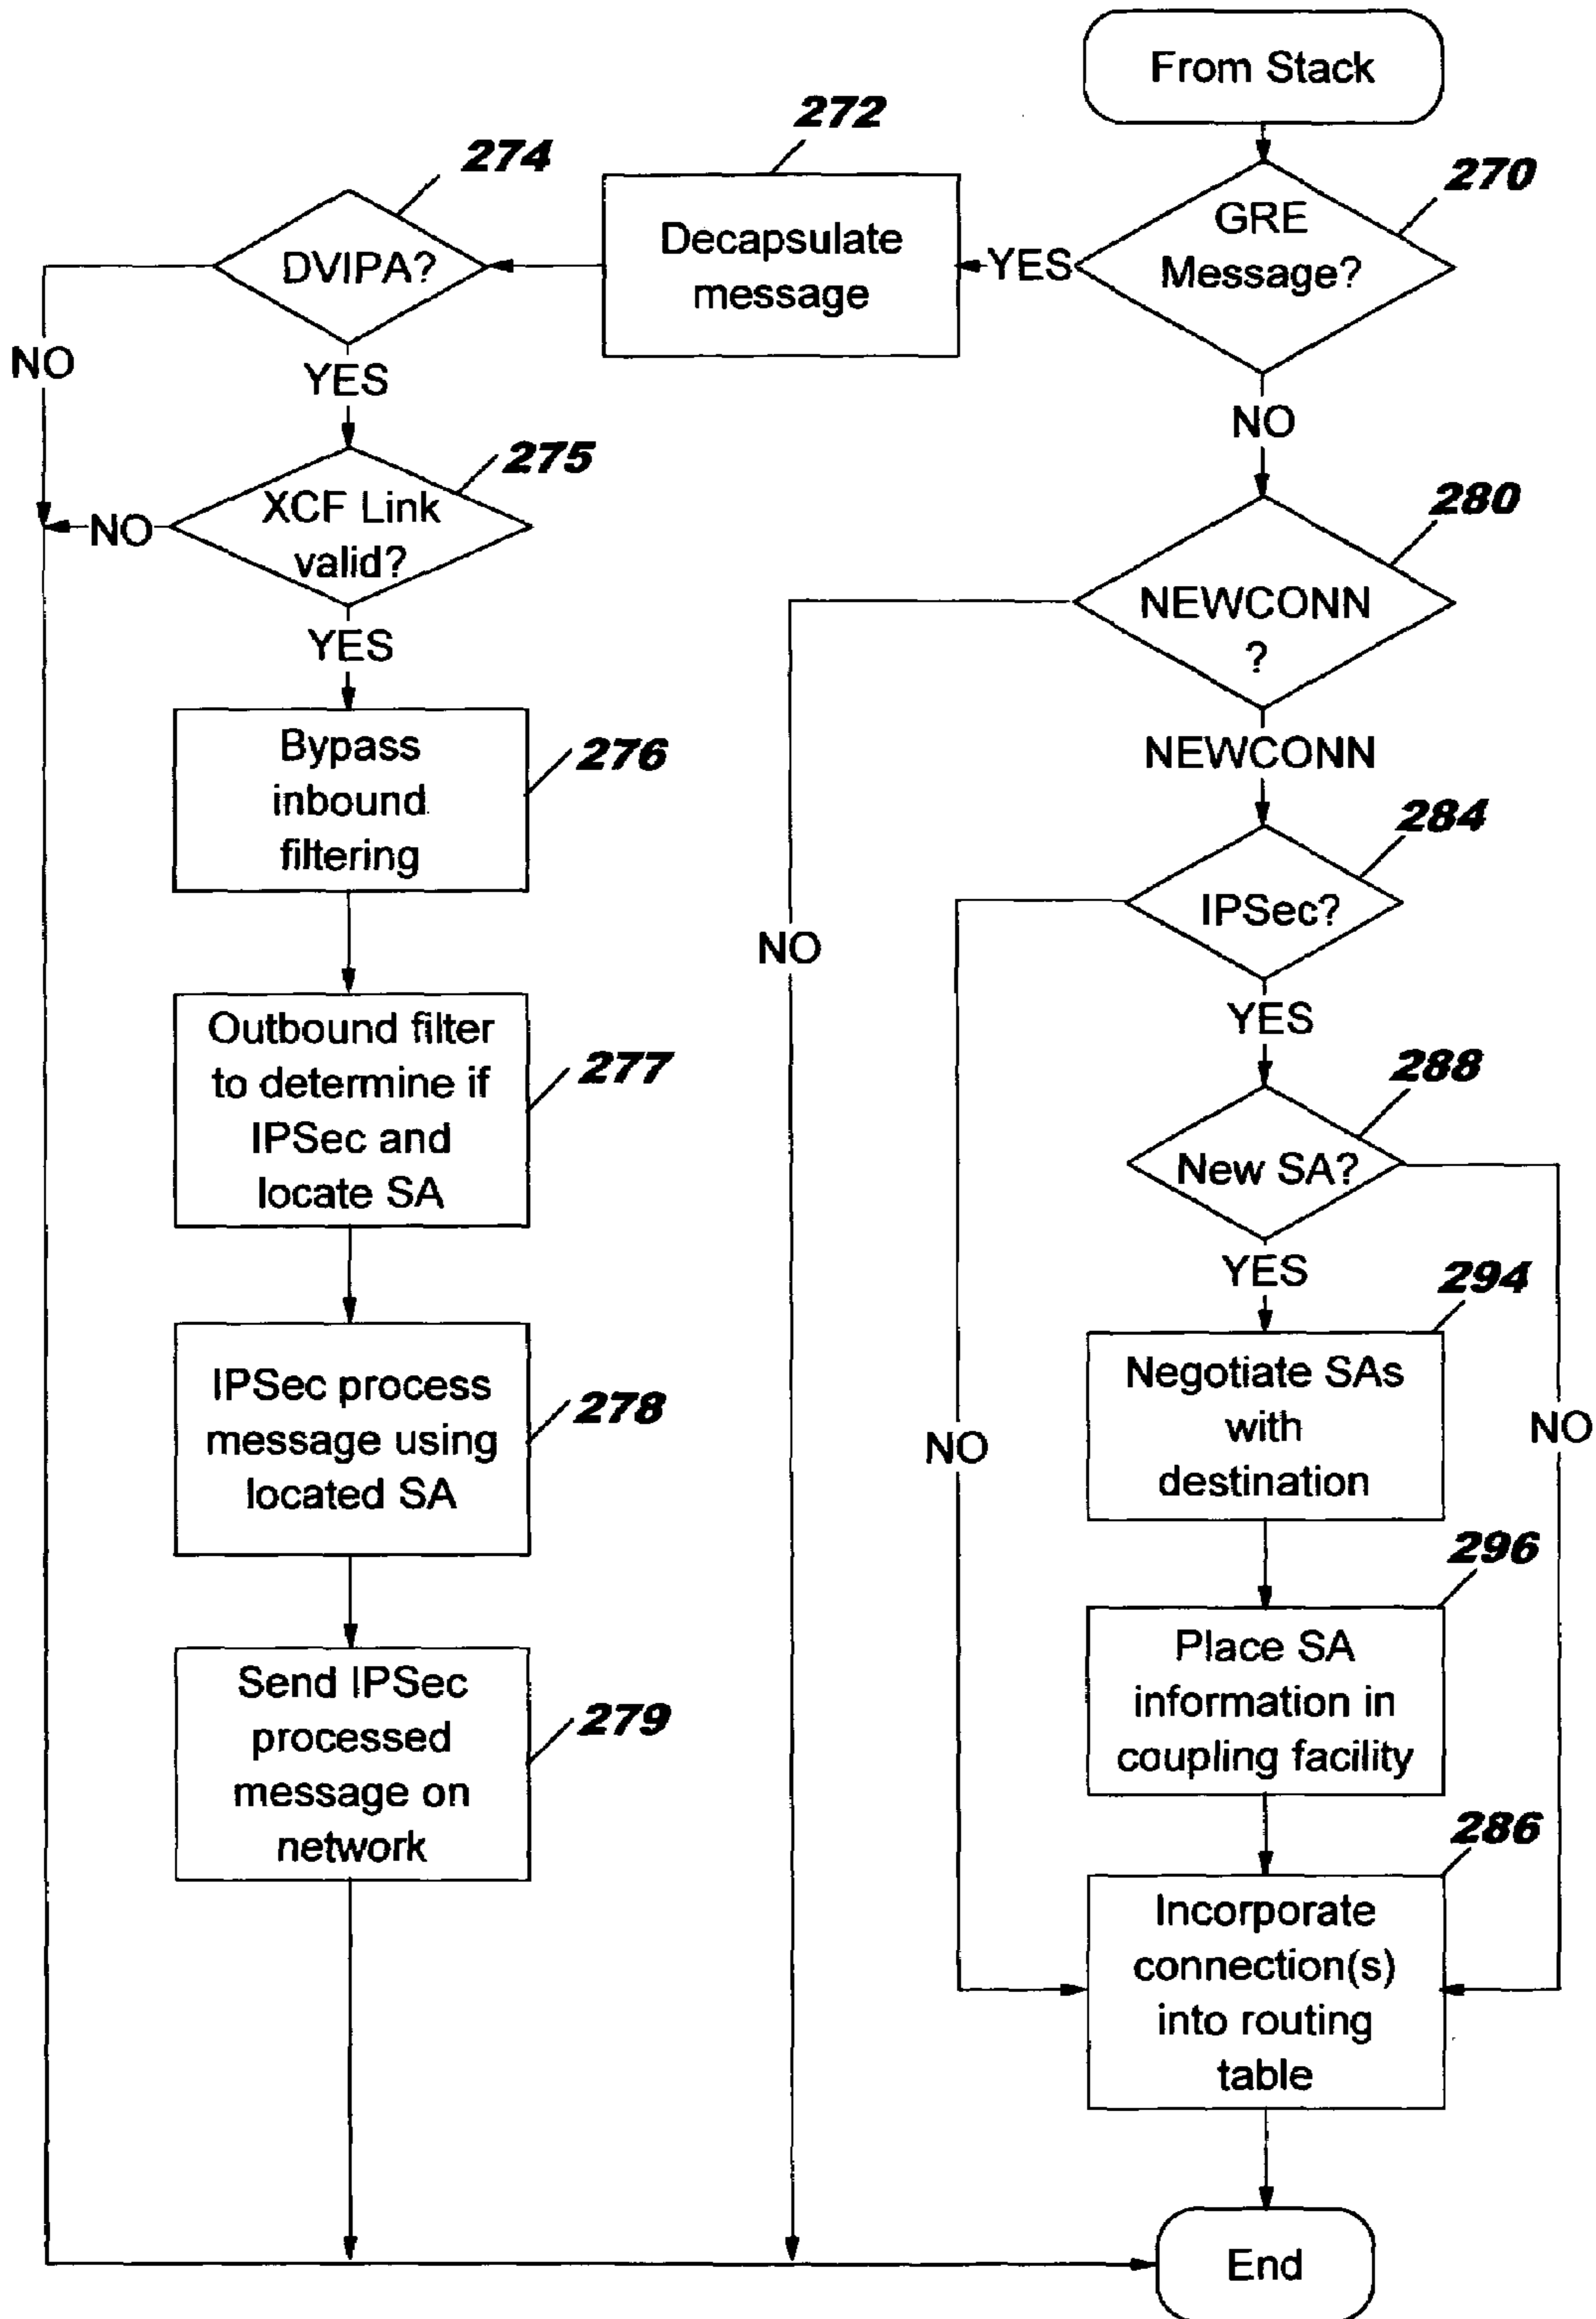 From Stack
270
GRE
Message?
YES
272
Decapsulate
message
274
DVIPA?
NO
YES
275
XCF Link
valid?
NO
YES
276
Bypass
inbound
filtering
277
Outbound filter
to determine if
IPSec and
locate SA
278
IPSec process
message using
located SA
279
Send IPSec
processed
message on
network
NO
280
NEWCONN
?
NO
NEWCONN
284
IPSec?
NO
YES
288
New SA?
NO
YES
294
Negotiate SAs
with
destination
296
Place SA
information in
coupling facility
286
Incorporate
connection(s)
into routing
table
End